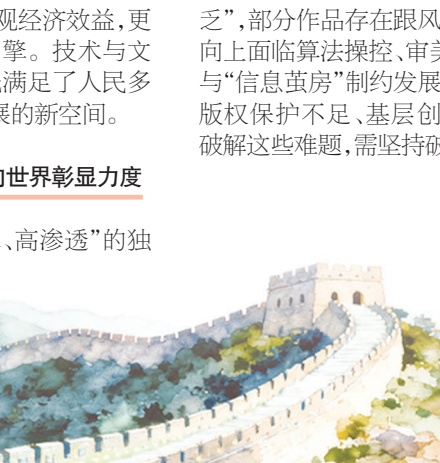 观经济效益，更
擎。技术与文
满足了人民多
展的新空间。
世界彰显力度
、高渗透”的独
乏”，部分作品存在跟风
向上面临算法操控、审美
与“信息茧房”制约发展
版权保护不足、基层创
破解这些难题，需坚持破